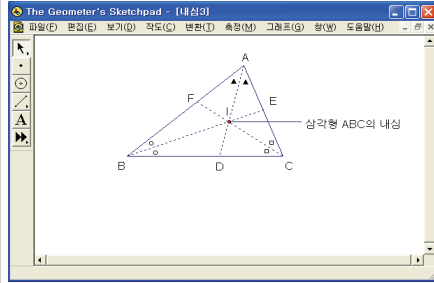 The Geometer's Sketchpad - [내심3]
파일(F) 편집(E) 보기(D) 작도(C) 변환(T) 측정(M) 그래프(G) 창(W) 도움말(H)
A
A
F
E
I
삼각형 ABC의 내심
B
D
C